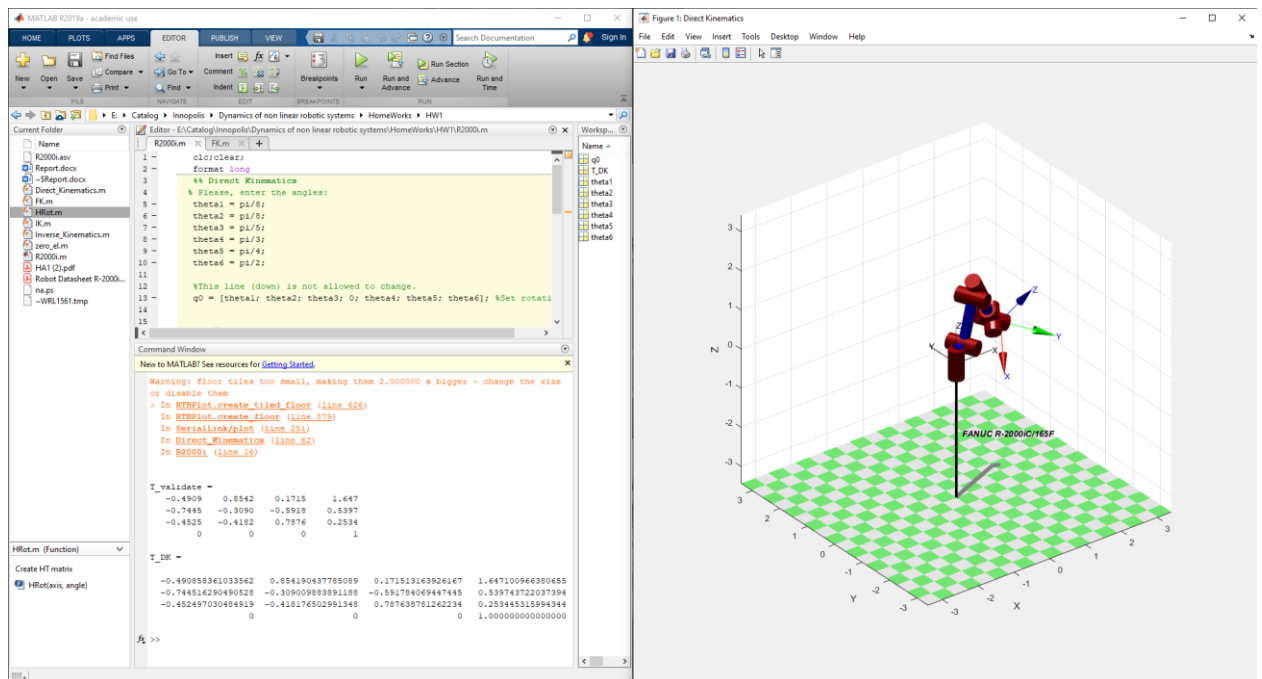 MATLAB R2019a - academic use
HOME PLOTS APPS EDITOR PUBLISH VIEW Search Documentation Sign In
New Open Save Find Files Compare Print Go To Find Insert Comment Indent Breakpoints Run Run and Advance Run Section Advance Run and Time
FILE NAVIGATE EDIT BREAKPOINTS RUN
E: Catalog Innopolis Dynamics of non linear robotic systems HomeWorks HW1
Current Folder
Name
R2000i.asv
Report.docx
~$Report.docx
Direct_Kinematics.m
FK.m
HRot.m
IK.m
Inverse_Kinematics.m
zero_el.m
R2000i.m
HA1 (2).pdf
Robot Datasheet R-2000i...
na.ps
~WRL1561.tmp
HRot.m (Function)
Create HT matrix
HRot(axis, angle)
Editor - E:\Catalog\Innopolis\Dynamics of non linear robotic systems\HomeWorks\HW1\R2000i.m
R2000i.m FK.m
1 - clc;clear;
2 - format long
3 %% Direct Kinematics
4 % Please, enter the angles:
5 - theta1 = pi/8;
6 - theta2 = pi/8;
7 - theta3 = pi/5;
8 - theta4 = pi/3;
9 - theta5 = pi/4;
10 - theta6 = pi/2;
11
12 %This line (down) is not allowed to change.
13 - q0 = [theta1; theta2; theta3; 0; theta4; theta5; theta6]; %Set rotati
14
15
Command Window
New to MATLAB? See resources for Getting Started.
Warning: floor tiles too small, making them 2.000000 x bigger - change the size
or disable them
> In RTBPlot.create_tiled_floor (line 626)
In RTBPlot.create_floor (line 579)
In SerialLink/plot (line 251)
In Direct_Kinematics (line 62)
In R2000i (line 16)
T_validate =
-0.4909 0.8542 0.1715 1.647
-0.7445 -0.3090 -0.5918 0.5397
-0.4525 -0.4182 0.7876 0.2534
0 0 0 1
T_DK =
-0.490858361033562 0.854190437785089 0.171513163926167 1.647100966380655
-0.744516290490528 -0.309009883891188 -0.591784069447445 0.539743722037394
-0.452497030484919 -0.418176502991348 0.787638781262234 0.253445315994344
0 0 0 1.000000000000000
fx >>
Worksp...
Name
q0
T_DK
theta1
theta2
theta3
theta4
theta5
theta6
Figure 1: Direct Kinematics
File Edit View Insert Tools Desktop Window Help
3
2
1
0
-1
-2
-3
Z
Z
Y
X
Z
Y
X
FANUC R-2000iC/165F
3
2
1
0
-1
-2
-3
Y
-3
-2
-1
0
1
2
3
X